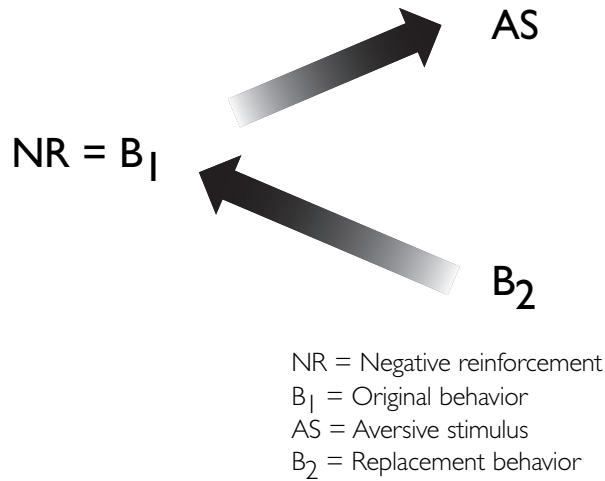 AS
NR = B₁
B₂
NR = Negative reinforcement
B₁ = Original behavior
AS = Aversive stimulus
B₂ = Replacement behavior